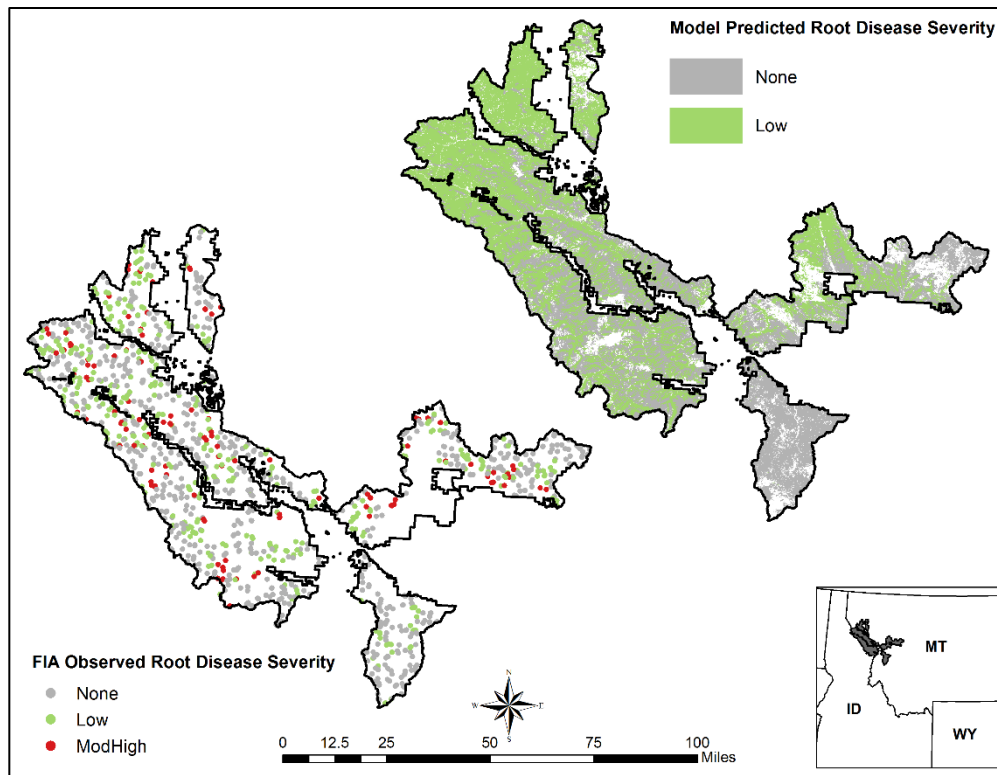 Model Predicted Root Disease Severity
None
Low
FIA Observed Root Disease Severity
None
Low
ModHigh
N
W E
S
0 12.5 25 50 75 100
Miles
MT
ID
WY